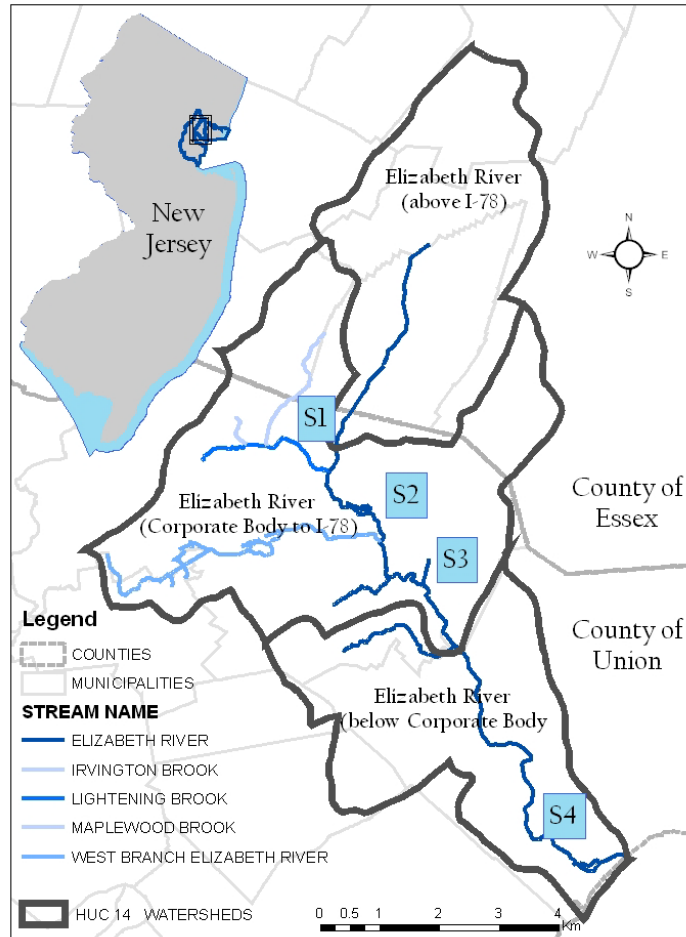 Elizabeth River
(above I-78)
New
Jersey
N
W
E
S
S1
S2
Elizabeth River
(Corporate Body to I-78)
County of
Essex
S3
Legend
COUNTIES
MUNICIPALITIES
County of
Union
Elizabeth River
(below Corporate Body
STREAM NAME
ELIZABETH RIVER
IRVINGTON BROOK
LIGHTENING BROOK
MAPLEWOOD BROOK
WEST BRANCH ELIZABETH RIVER
S4
HUC 14 WATERSHEDS
0 0.5 1 2 3 4
Km